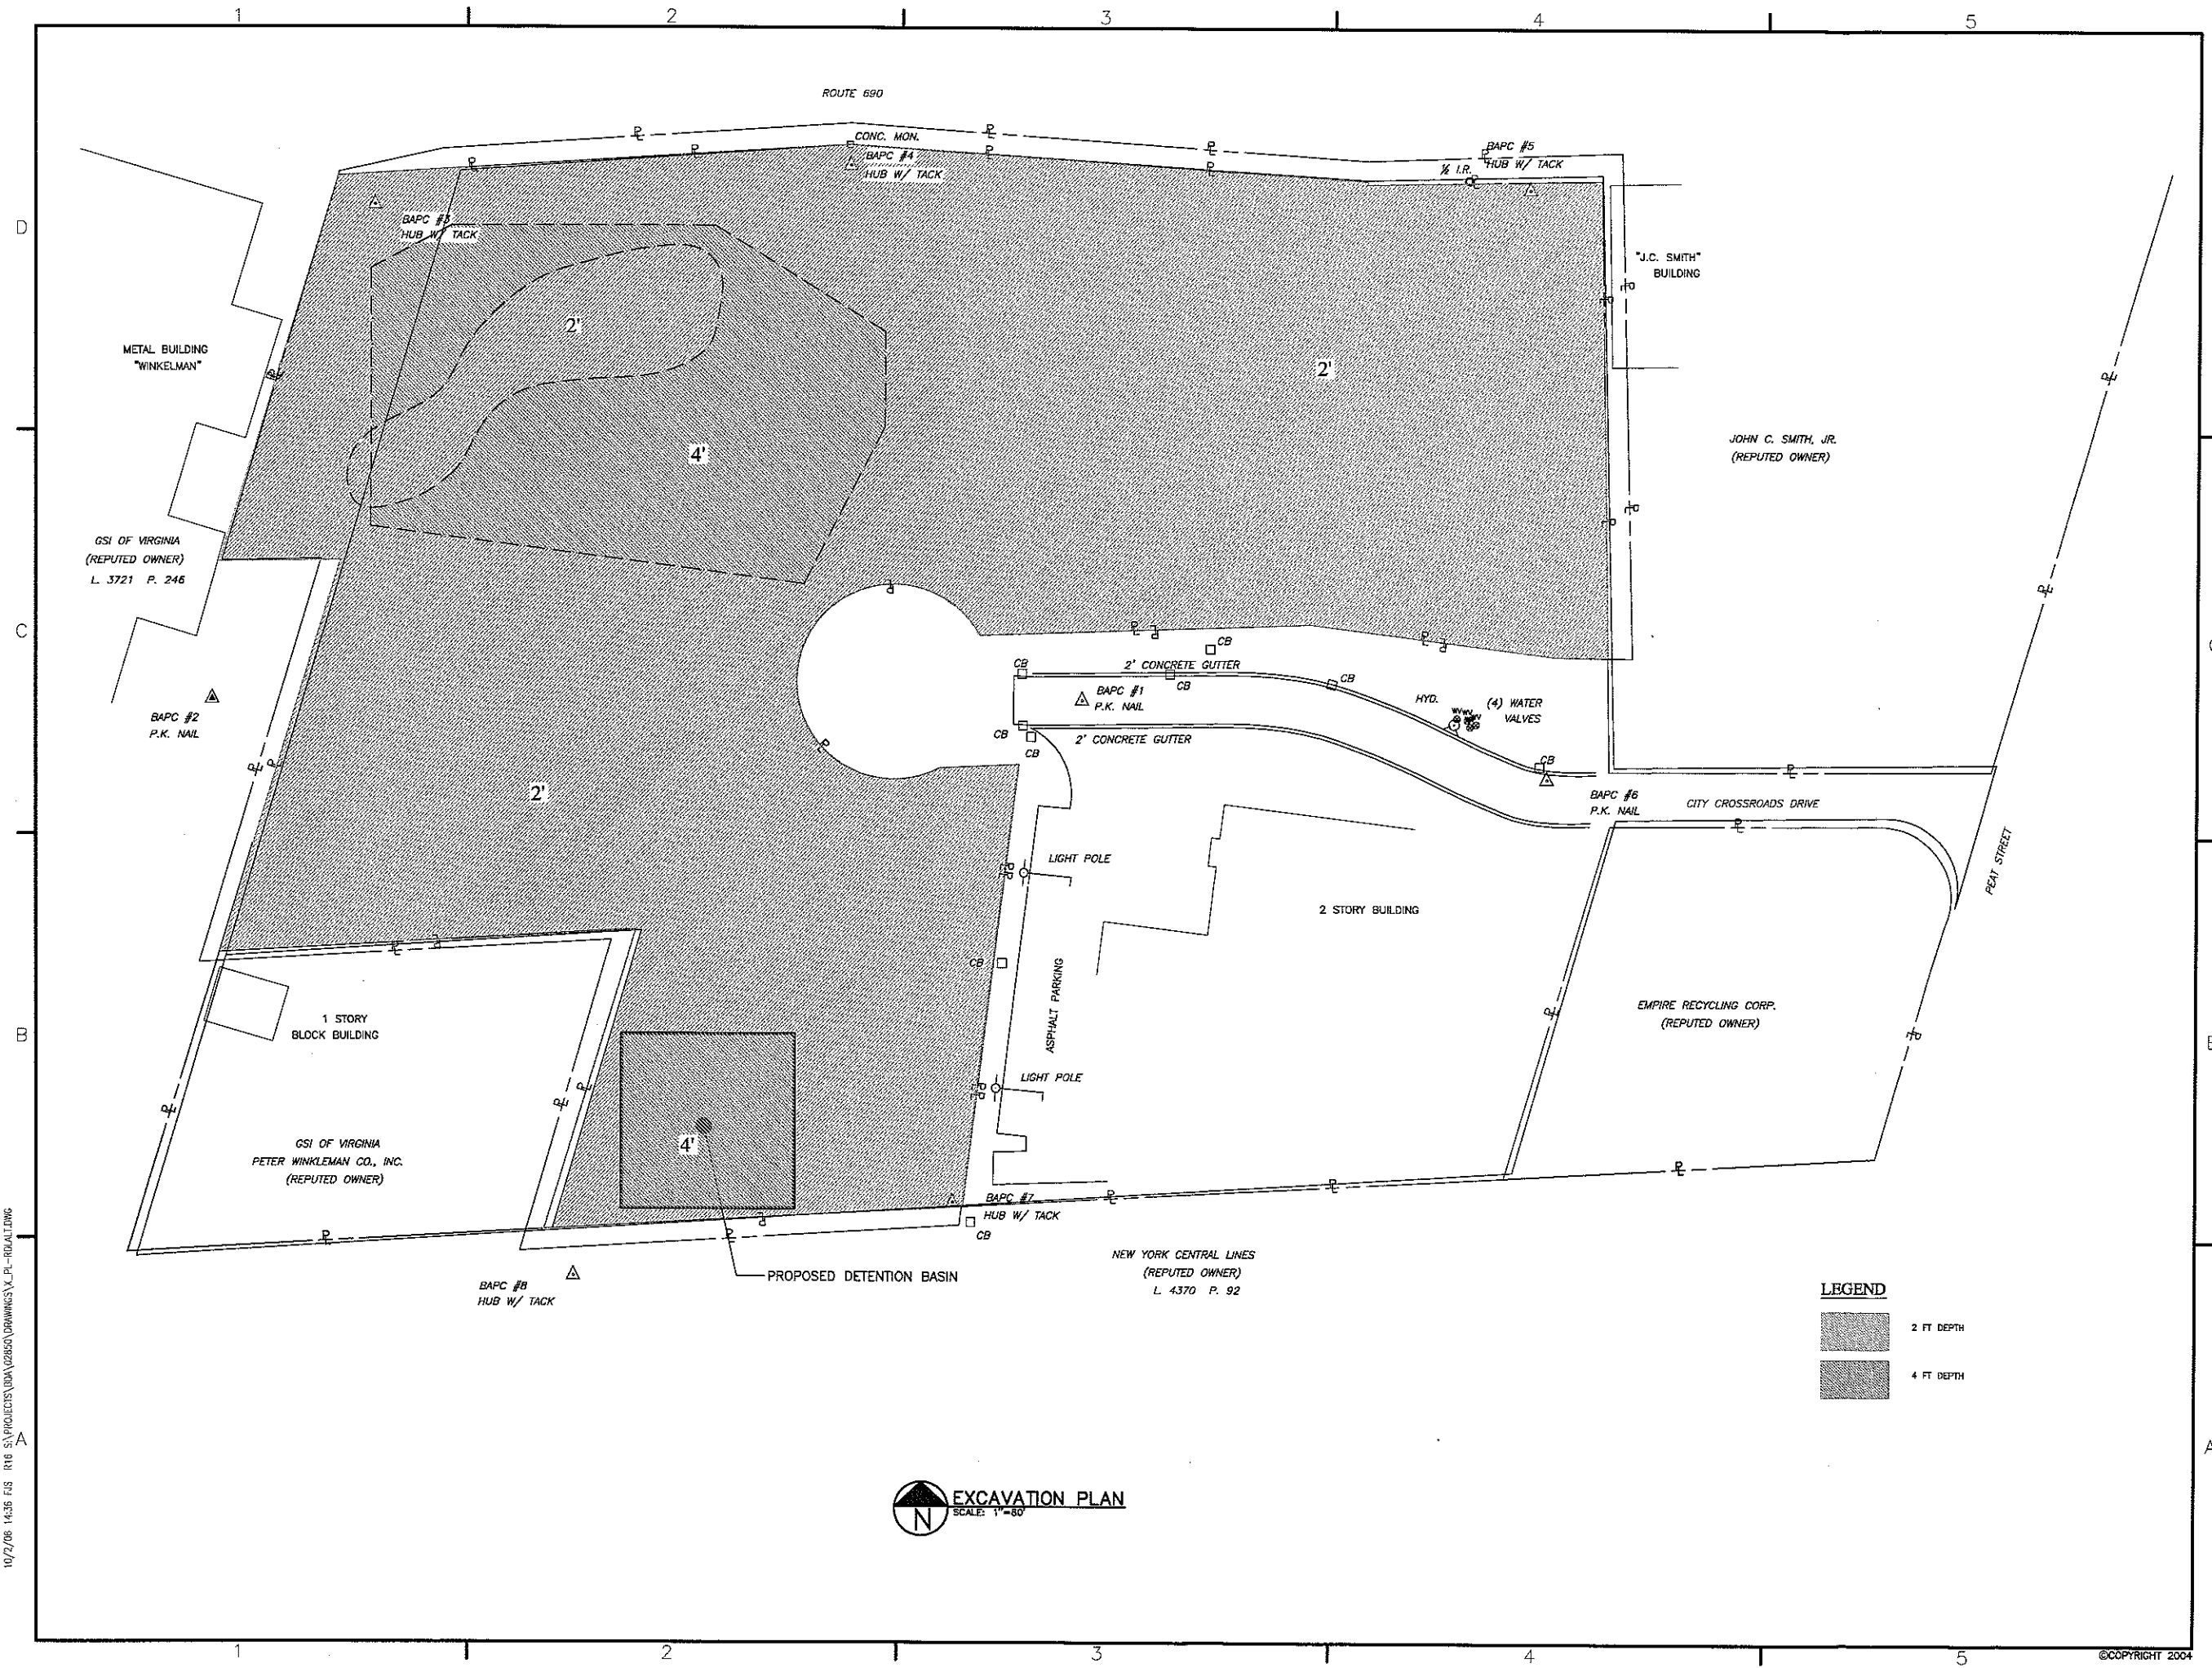 1 2 3 4 5
ROUTE 690
CONC. MON.
BAPC #4
HUB W/ TACK
BAPC #5
HUB W/ TACK
½ I.R.
D
BAPC #3
HUB W/ TACK
"J.C. SMITH"
BUILDING
2'
METAL BUILDING
"WINKELMAN"
2'
4'
JOHN C. SMITH, JR.
(REPUTED OWNER)
GSI OF VIRGINIA
(REPUTED OWNER)
L. 3721 P. 246
C
CB
CB
2' CONCRETE GUTTER
CB
CB
BAPC #1
P.K. NAIL
HYD.
(4) WATER
VALVES
BAPC #2
P.K. NAIL
CB
CB
2' CONCRETE GUTTER
CB
2'
BAPC #6
P.K. NAIL
CITY CROSSROADS DRIVE
PEAT STREET
LIGHT POLE
2 STORY BUILDING
CB
ASPHALT PARKING
1 STORY
BLOCK BUILDING
B
EMPIRE RECYCLING CORP.
(REPUTED OWNER)
LIGHT POLE
4'
GSI OF VIRGINIA
PETER WINKLEMAN CO., INC.
(REPUTED OWNER)
BAPC #7
HUB W/ TACK
CB
PROPOSED DETENTION BASIN
BAPC #8
HUB W/ TACK
NEW YORK CENTRAL LINES
(REPUTED OWNER)
L. 4370 P. 92
LEGEND
2 FT DEPTH
4 FT DEPTH
A
A
N
EXCAVATION PLAN
SCALE: 1"=80'
1 2 3 4 5
©COPYRIGHT 2004